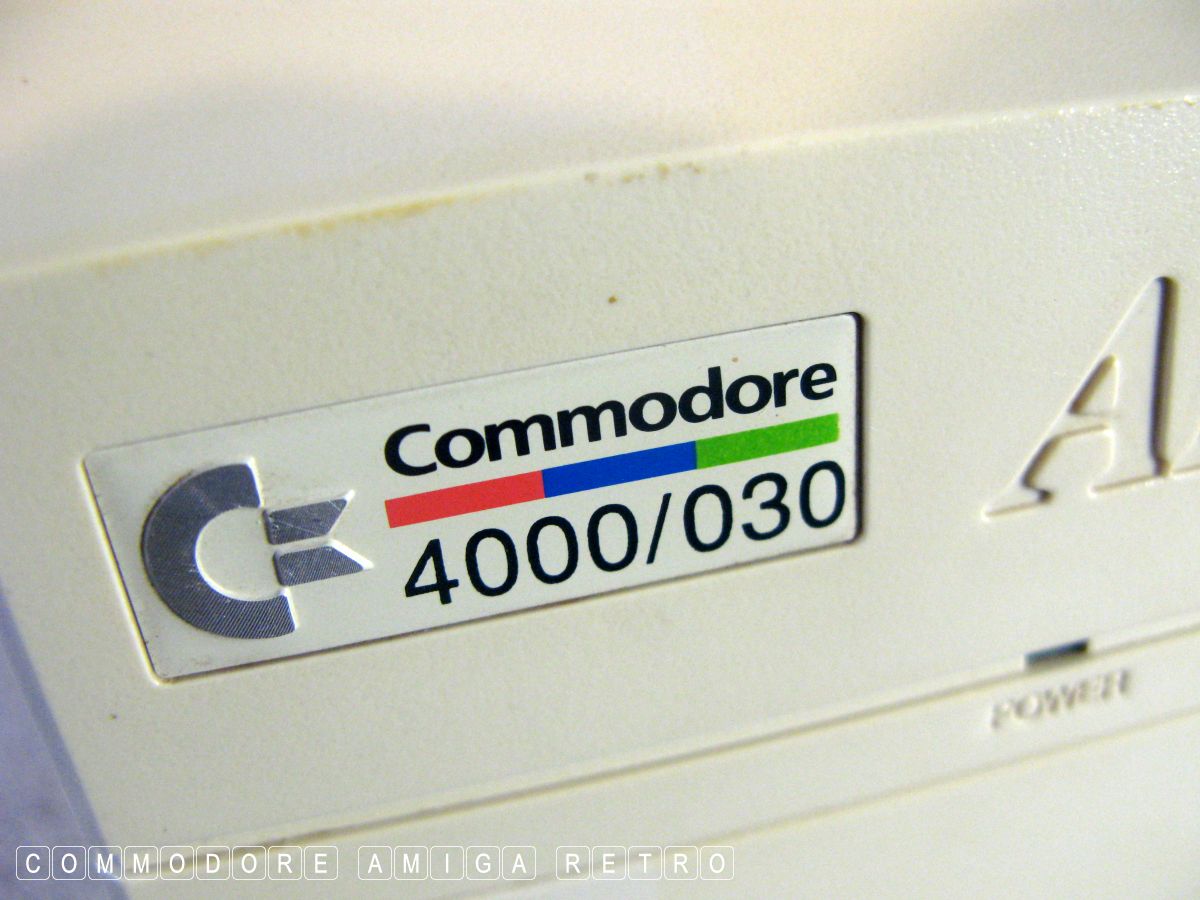 Commodore
4000/030
A
POWER
COMMODORE AMIGA RETRO